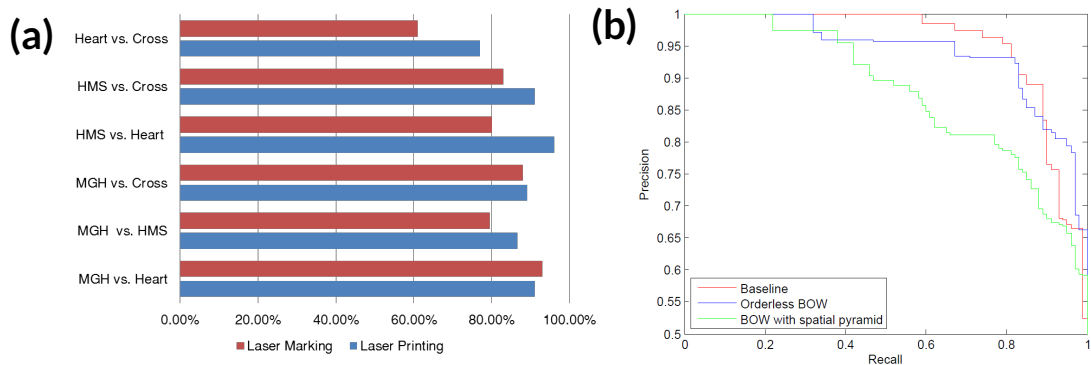 (a)
Heart vs. Cross
HMS vs. Cross
HMS vs. Heart
MGH vs. Cross
MGH vs. HMS
MGH vs. Heart
0.00% 20.00% 40.00% 60.00% 80.00% 100.00%
Laser Marking Laser Printing
(b)
Precision
1
0.95
0.9
0.85
0.8
0.75
0.7
0.65
0.6
0.55
0.5
Baseline
Orderless BOW
BOW with spatial pyramid
0 0.2 0.4 0.6 0.8 1
Recall